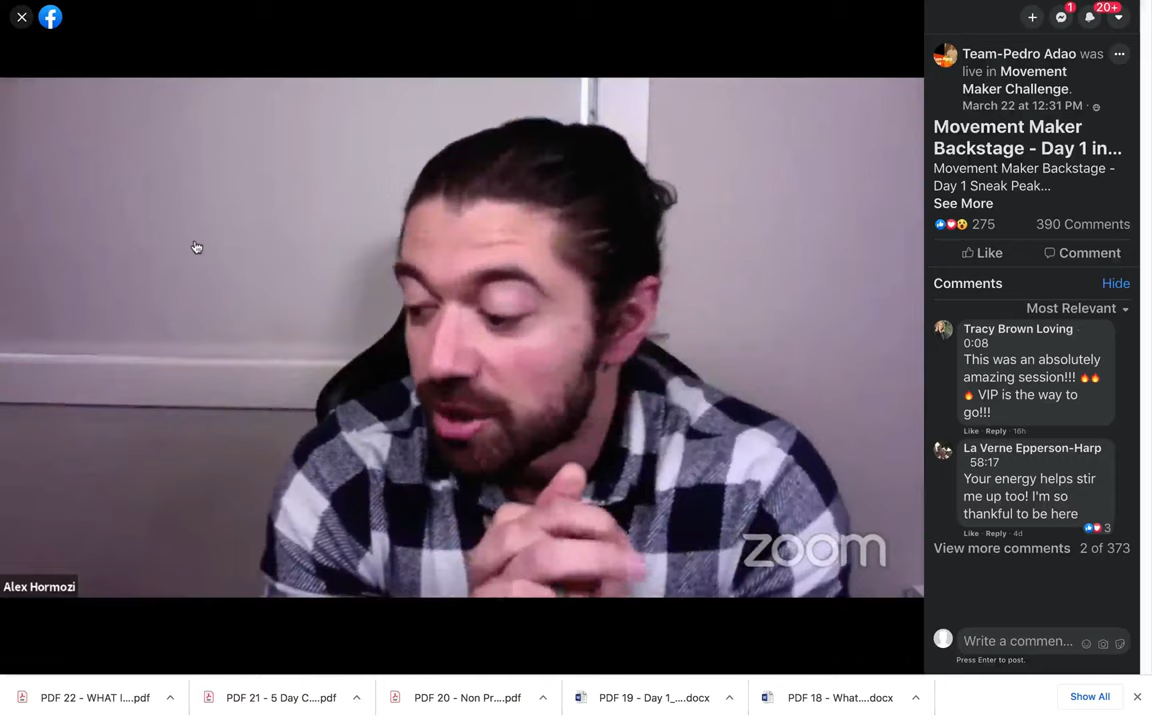 1
20+
Team-Pedro Adao was
live in Movement
Maker Challenge.
March 22 at 12:31 PM ·
Movement Maker
Backstage - Day 1 in...
Movement Maker Backstage -
Day 1 Sneak Peak...
See More
275
390 Comments
Like
Comment
Comments
Hide
Most Relevant
Tracy Brown Loving ·
0:08
This was an absolutely
amazing session!!! 🔥🔥
🔥 VIP is the way to
go!!!
Like · Reply · 16h
La Verne Epperson-Harp
· 58:17
Your energy helps stir
me up too! I'm so
thankful to be here
3
Like · Reply · 4d
View more comments
2 of 373
Write a commen...
Press Enter to post.
zoom
Alex Hormozi
PDF 22 - WHAT I....pdf
PDF 21 - 5 Day C....pdf
PDF 20 - Non Pr....pdf
PDF 19 - Day 1_....docx
PDF 18 - What....docx
Show All